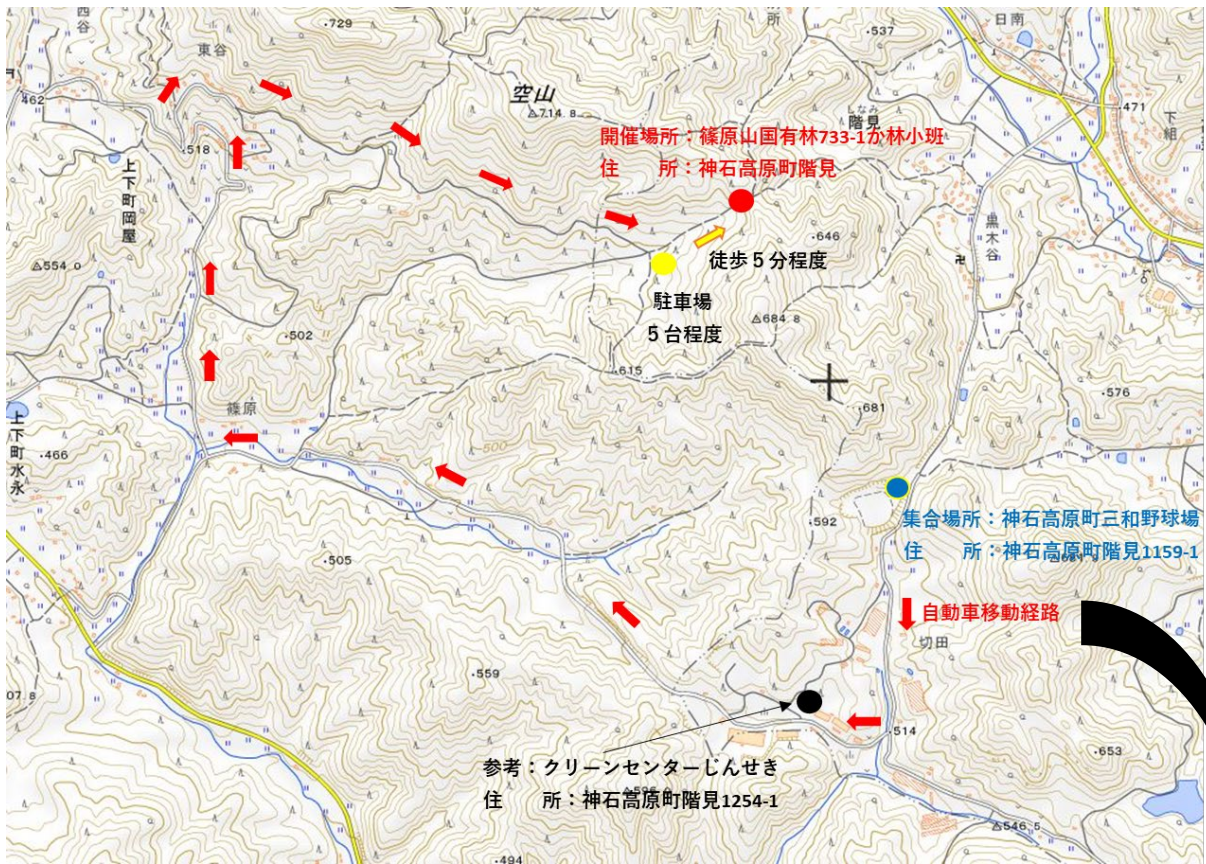 西谷
・729
東谷
別所
日南
・537
462
空山
△714.8
しなみ
階見
471
下組
開催場所：篠原山国有林733-1か林小班
住　　所：神石高原町階見
・518
上下町岡屋
黒木谷
・646
徒歩５分程度
△554.0
駐車場
５台程度
△684.8
・502
・615
・576
・681
篠原
上下町水永
・466
500
・592
集合場所：神石高原町三和野球場
住　　所：神石高原町階見1159-1
・505
自動車移動経路
切田
・559
07.8
・514
・653
参考：クリーンセンターじんせき
住　　所：神石高原町階見1254-1
△546.5
・494